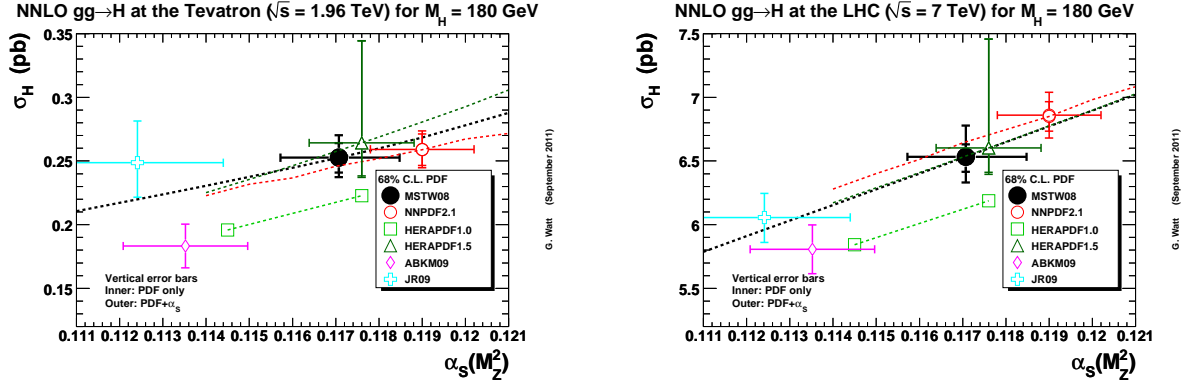 NNLO gg→H at the Tevatron (√s = 1.96 TeV) for M_H = 180 GeV
σ_H (pb)
0.35
0.3
0.25
0.2
0.15
0.111 0.112 0.113 0.114 0.115 0.116 0.117 0.118 0.119 0.12 0.121
α_S(M_Z^2)
68% C.L. PDF
MSTW08
NNPDF2.1
HERAPDF1.0
HERAPDF1.5
ABKM09
JR09
Vertical error bars
Inner: PDF only
Outer: PDF+α_S
G. Watt (September 2011)
NNLO gg→H at the LHC (√s = 7 TeV) for M_H = 180 GeV
σ_H (pb)
7.5
7
6.5
6
5.5
0.111 0.112 0.113 0.114 0.115 0.116 0.117 0.118 0.119 0.12 0.121
α_S(M_Z^2)
68% C.L. PDF
MSTW08
NNPDF2.1
HERAPDF1.0
HERAPDF1.5
ABKM09
JR09
Vertical error bars
Inner: PDF only
Outer: PDF+α_S
G. Watt (September 2011)